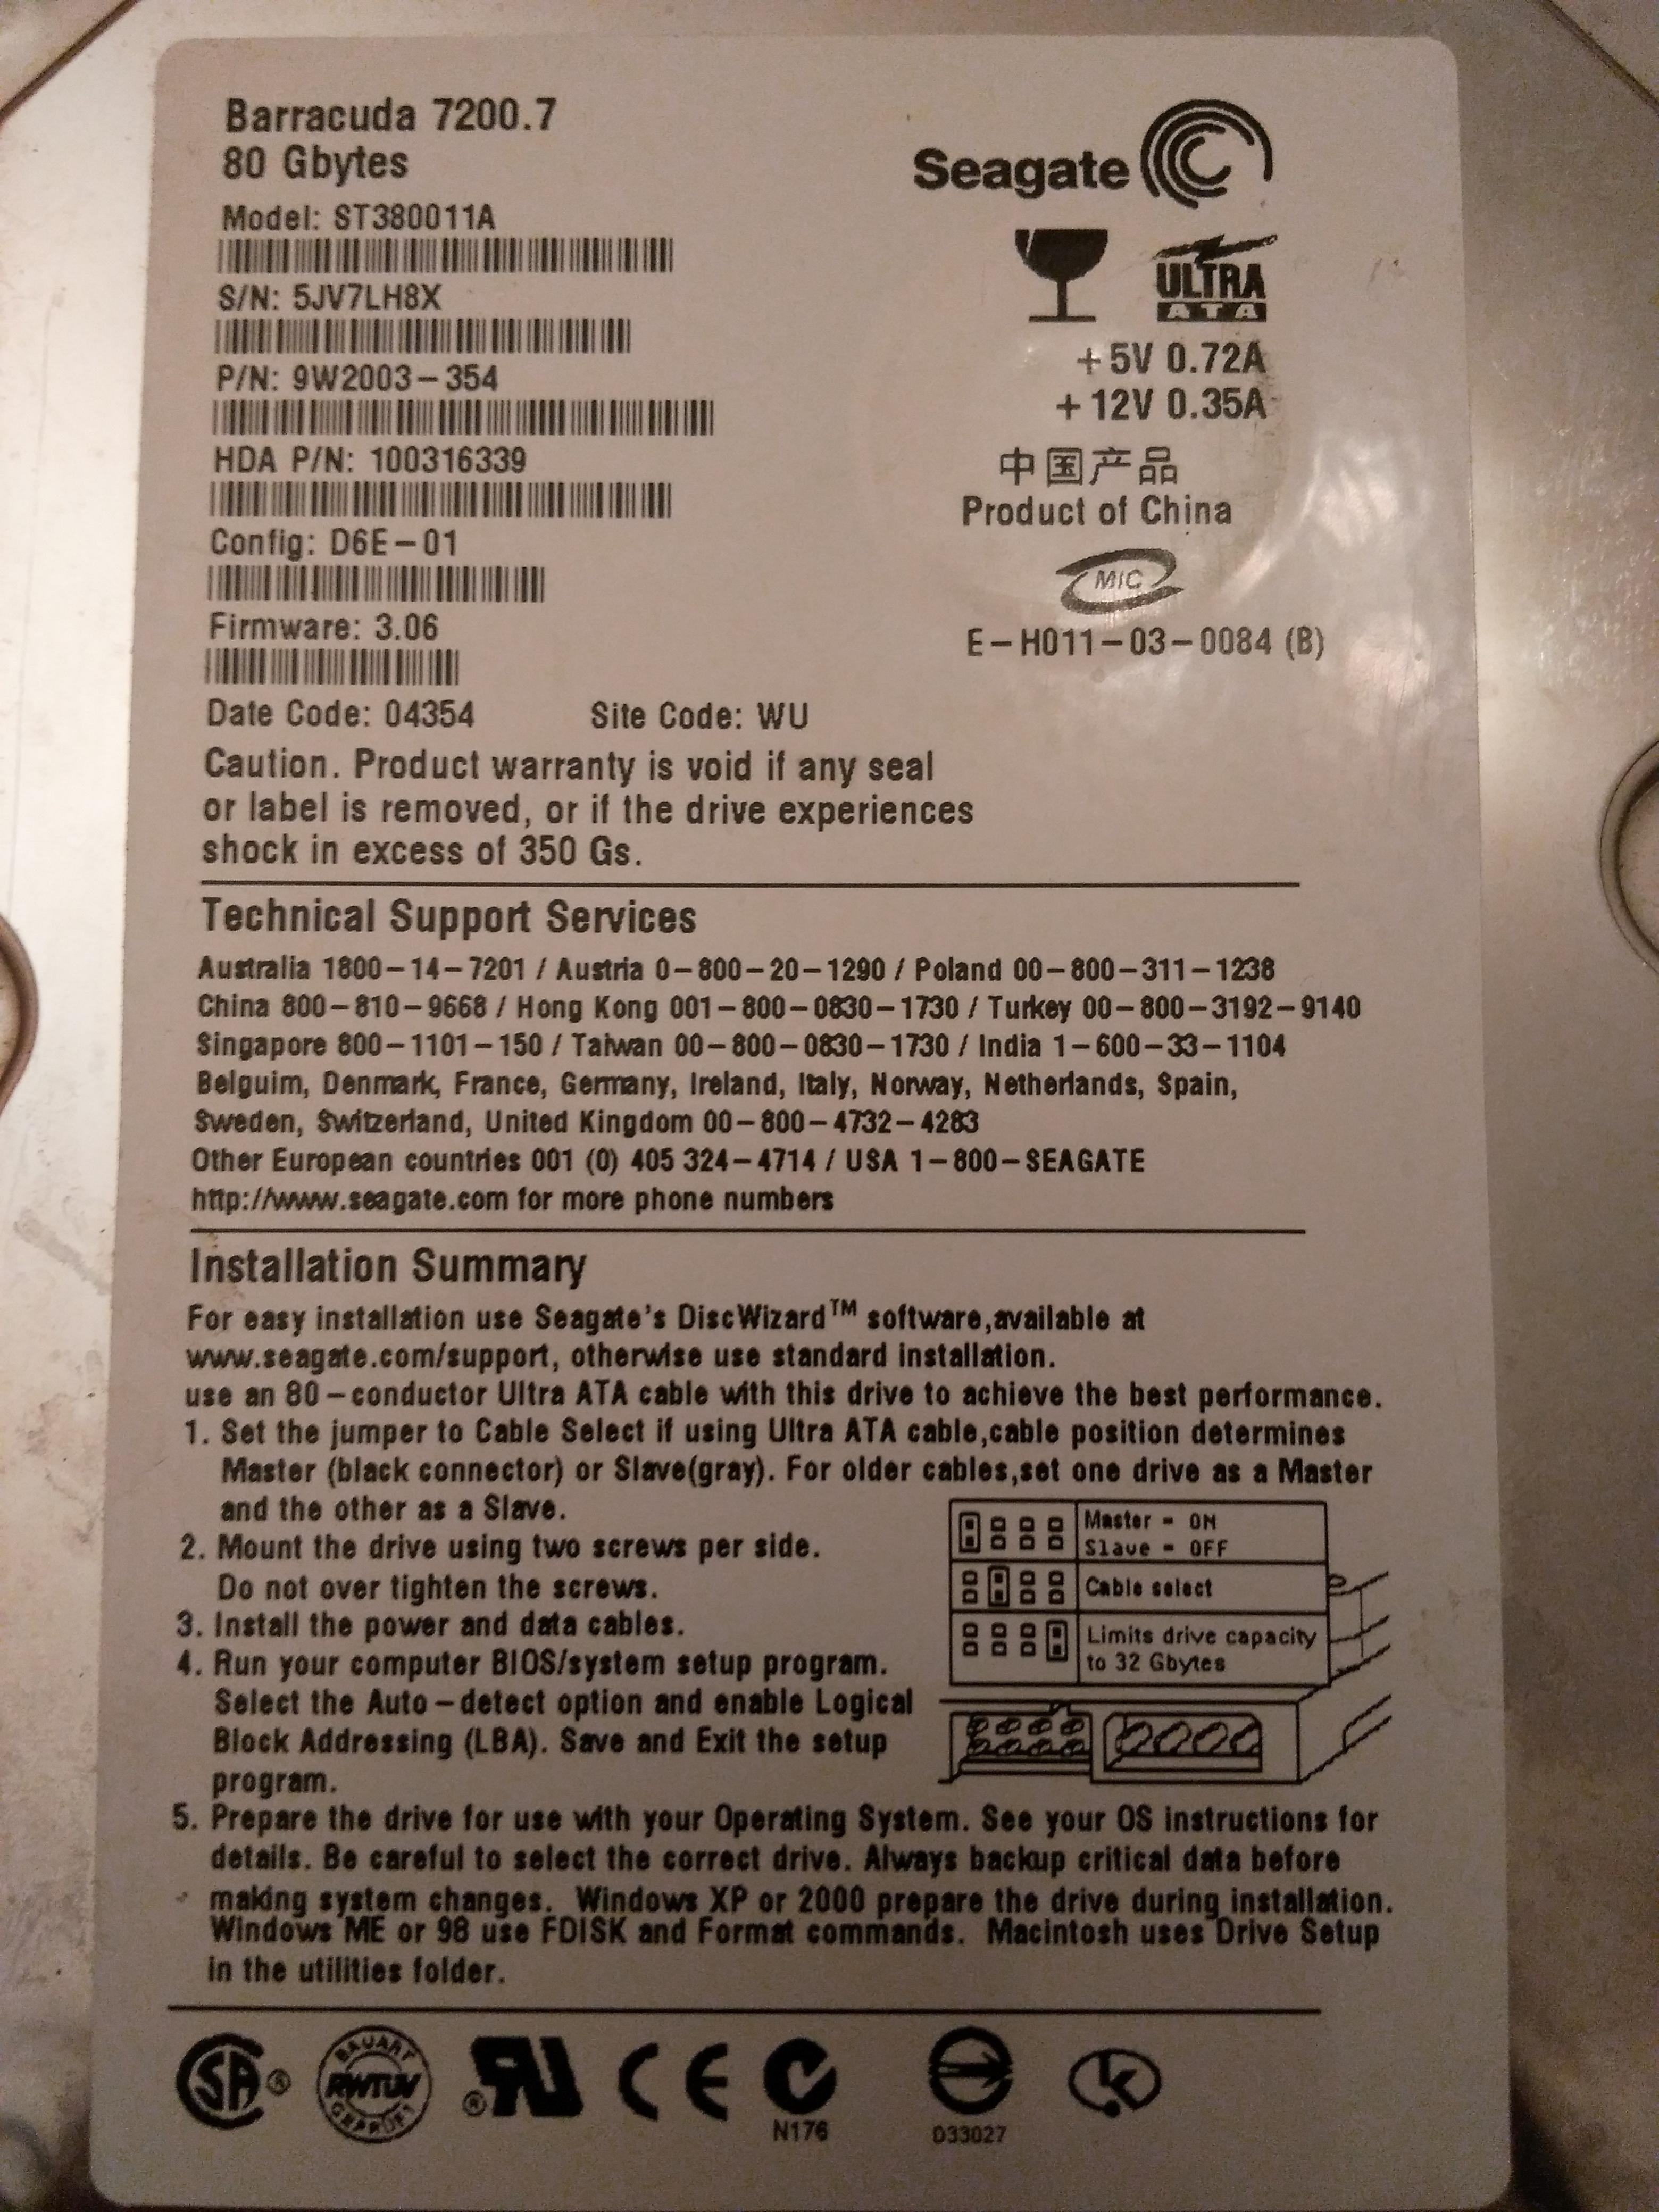 Barracuda 7200.7
80 Gbytes
Model: ST380011A
S/N: 5JV7LH8X
P/N: 9W2003-354
HDA P/N: 100316339
Config: D6E-01
Firmware: 3.06
Date Code: 04354 Site Code: WU
Seagate
ULTRA
ATA
+5V 0.72A
+12V 0.35A
中国产品
Product of China
MIC
E-H011-03-0084 (B)
Caution. Product warranty is void if any seal
or label is removed, or if the drive experiences
shock in excess of 350 Gs.
Technical Support Services
Australia 1800-14-7201 / Austria 0-800-20-1290 / Poland 00-800-311-1238
China 800-810-9668 / Hong Kong 001-800-0830-1730 / Turkey 00-800-3192-9140
Singapore 800-1101-150 / Taiwan 00-800-0830-1730 / India 1-600-33-1104
Belguim, Denmark, France, Germany, Ireland, Italy, Norway, Netherlands, Spain,
Sweden, Switzerland, United Kingdom 00-800-4732-4283
Other European countries 001 (0) 405 324-4714 / USA 1-800-SEAGATE
http://www.seagate.com for more phone numbers
Installation Summary
For easy installation use Seagate's DiscWizard™ software,available at
www.seagate.com/support, otherwise use standard installation.
use an 80-conductor Ultra ATA cable with this drive to achieve the best performance.
1. Set the jumper to Cable Select if using Ultra ATA cable,cable position determines
Master (black connector) or Slave(gray). For older cables,set one drive as a Master
and the other as a Slave.
2. Mount the drive using two screws per side.
Do not over tighten the screws.
3. Install the power and data cables.
4. Run your computer BIOS/system setup program.
Select the Auto-detect option and enable Logical
Block Addressing (LBA). Save and Exit the setup
program.
Master - ON
Slave - OFF
Cable select
Limits drive capacity
to 32 Gbytes
5. Prepare the drive for use with your Operating System. See your OS instructions for
details. Be careful to select the correct drive. Always backup critical data before
making system changes. Windows XP or 2000 prepare the drive during installation.
Windows ME or 98 use FDISK and Format commands. Macintosh uses Drive Setup
in the utilities folder.
SA ®
BAUART
RWTUV
GEPRUFT
RU ®
CE
N176
D33027
k